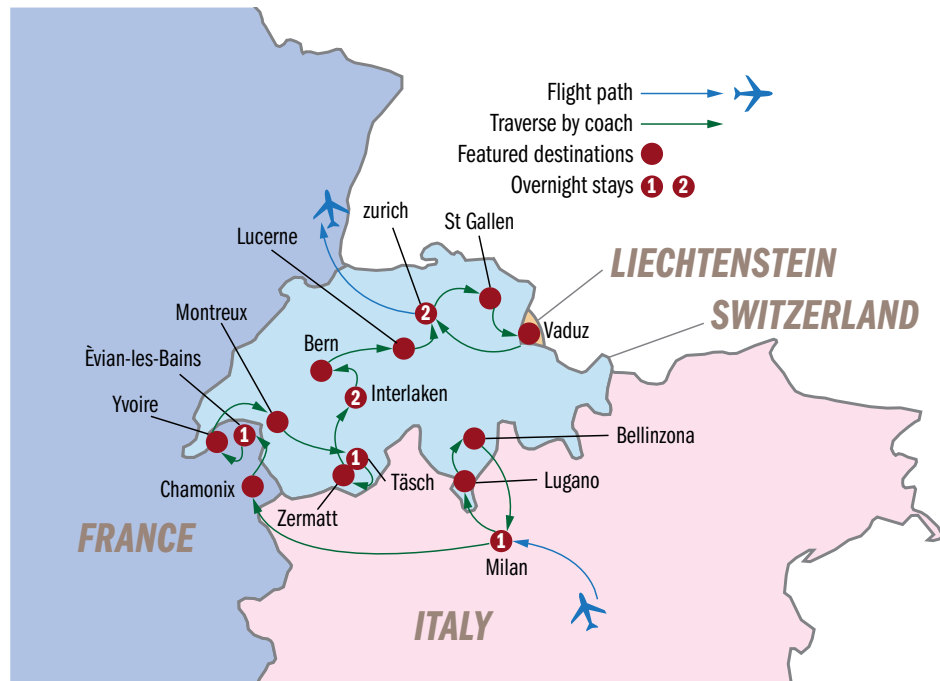 Flight path
Traverse by coach
Featured destinations
Overnight stays 1 2
zurich
St Gallen
Lucerne
LIECHTENSTEIN
SWITZERLAND
Montreux
2
Vaduz
Bern
Èvian-les-Bains
2 Interlaken
Yvoire
1
Bellinzona
1
Täsch
Lugano
Chamonix
Zermatt
FRANCE
1
Milan
ITALY